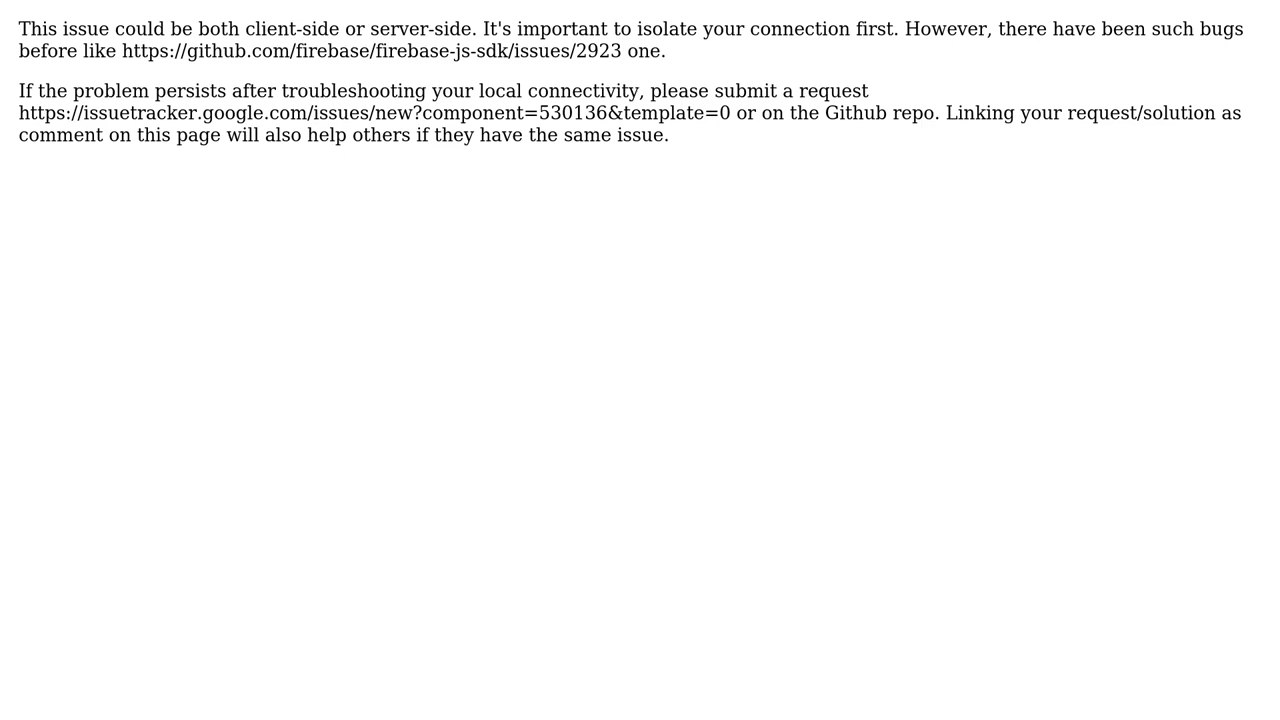 This issue could be both client-side or server-side. It's important to isolate your connection first. However, there have been such bugs
before like https://github.com/firebase/firebase-js-sdk/issues/2923 one.
If the problem persists after troubleshooting your local connectivity, please submit a request
https://issuetracker.google.com/issues/new?component=530136&template=0 or on the Github repo. Linking your request/solution as
comment on this page will also help others if they have the same issue.